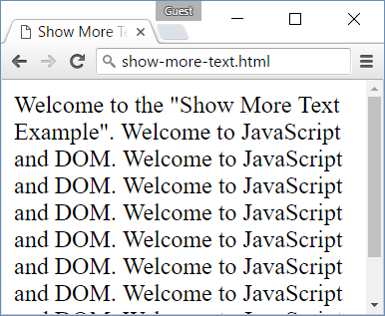 Guest
Show More T
show-more-text.html
Welcome to the "Show More Text
Example". Welcome to JavaScript
and DOM. Welcome to JavaScript
and DOM. Welcome to JavaScript
and DOM. Welcome to JavaScript
and DOM. Welcome to JavaScript
and DOM. Welcome to JavaScript
and DOM. Welcome to JavaScript